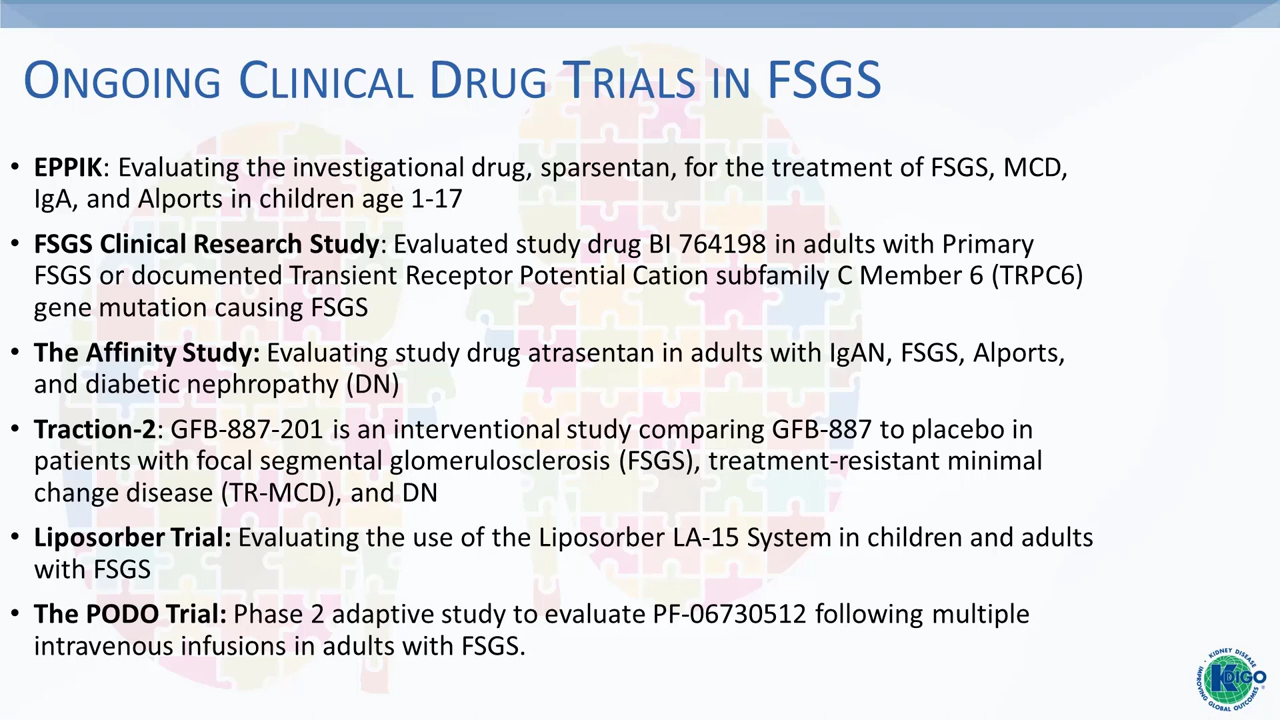 ONGOING CLINICAL DRUG TRIALS IN FSGS
• EPPIK: Evaluating the investigational drug, sparsentan, for the treatment of FSGS, MCD,
IgA, and Alports in children age 1-17
• FSGS Clinical Research Study: Evaluated study drug BI 764198 in adults with Primary
FSGS or documented Transient Receptor Potential Cation subfamily C Member 6 (TRPC6)
gene mutation causing FSGS
• The Affinity Study: Evaluating study drug atrasentan in adults with IgAN, FSGS, Alports,
and diabetic nephropathy (DN)
• Traction-2: GFB-887-201 is an interventional study comparing GFB-887 to placebo in
patients with focal segmental glomerulosclerosis (FSGS), treatment-resistant minimal
change disease (TR-MCD), and DN
• Liposorber Trial: Evaluating the use of the Liposorber LA-15 System in children and adults
with FSGS
• The PODO Trial: Phase 2 adaptive study to evaluate PF-06730512 following multiple
intravenous infusions in adults with FSGS.
KIDNEY DISEASE
KDIGO
IMPROVING GLOBAL OUTCOMES
®